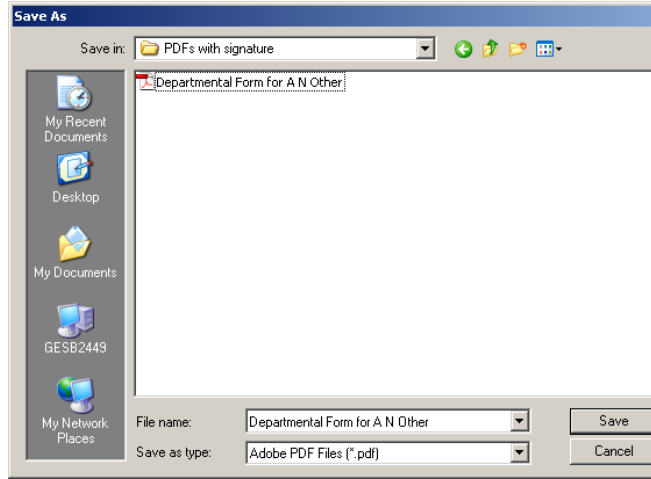 Save As
Save in: PDFs with signature
Departmental Form for A N Other
My Recent
Documents
Desktop
My Documents
GESB2449
My Network
Places
File name: Departmental Form for A N Other Save
Save as type: Adobe PDF Files (*.pdf) Cancel